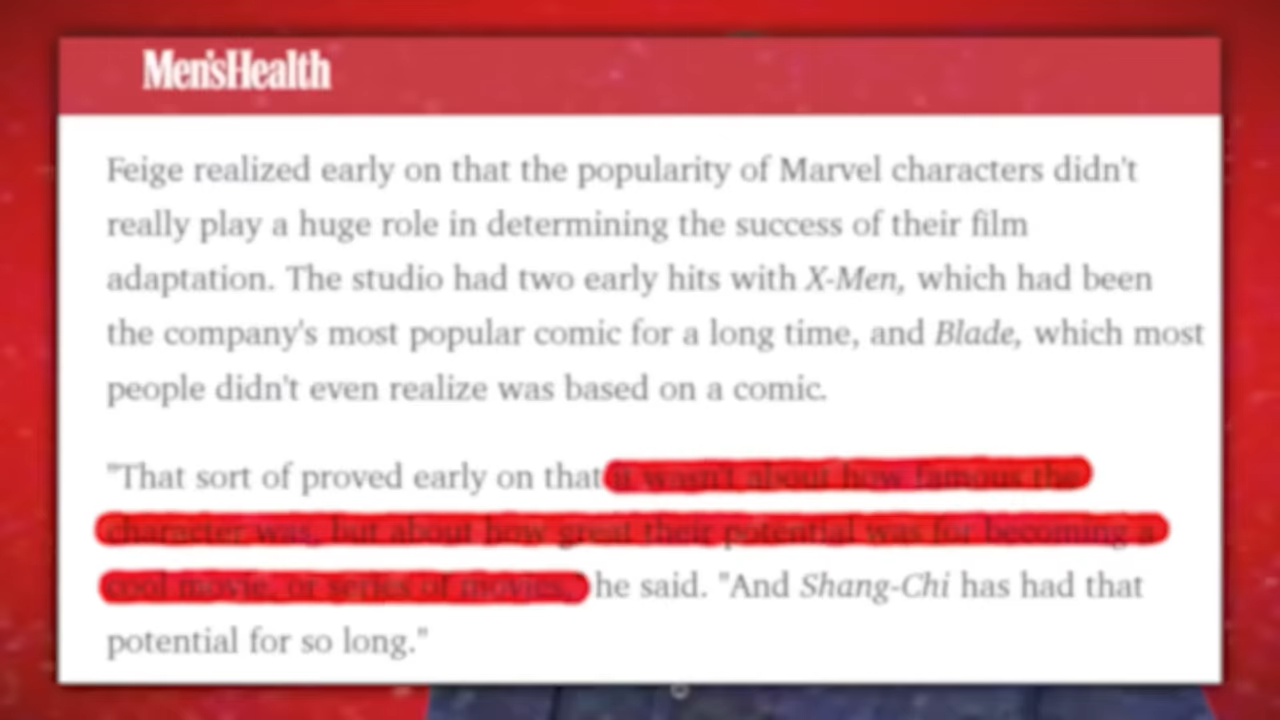 Men'sHealth
Feige realized early on that the popularity of Marvel characters didn't
really play a huge role in determining the success of their film
adaptation. The studio had two early hits with X-Men, which had been
the company's most popular comic for a long time, and Blade, which most
people didn't even realize was based on a comic.
"That sort of proved early on that it wasn't about how famous the
character was, but about how great their potential was for becoming a
cool movie, or series of movies," he said. "And Shang-Chi has had that
potential for so long."